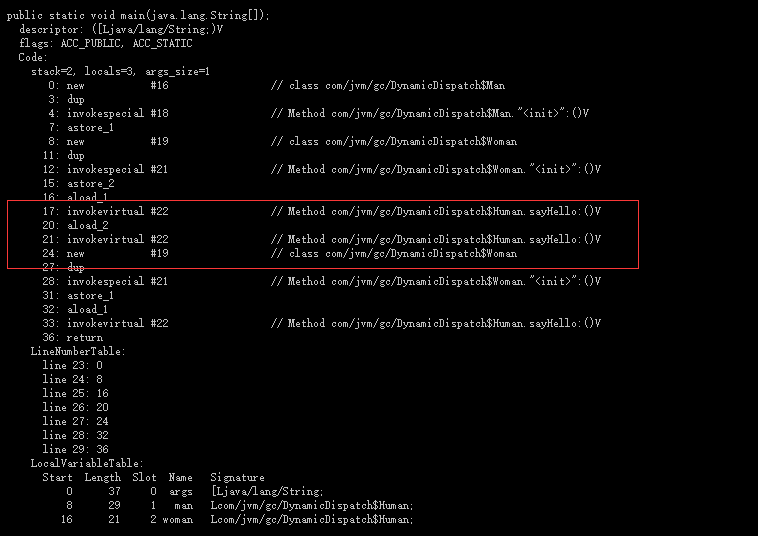 public static void main(java.lang.String[]);
descriptor: ([Ljava/lang/String;)V
flags: ACC_PUBLIC, ACC_STATIC
Code:
stack=2, locals=3, args_size=1
0: new #16 // class com/jvm/gc/DynamicDispatch$Man
3: dup
4: invokespecial #18 // Method com/jvm/gc/DynamicDispatch$Man."<init>":()V
7: astore_1
8: new #19 // class com/jvm/gc/DynamicDispatch$Woman
11: dup
12: invokespecial #21 // Method com/jvm/gc/DynamicDispatch$Woman."<init>":()V
15: astore_2
16: aload_1
17: invokevirtual #22 // Method com/jvm/gc/DynamicDispatch$Human.sayHello:()V
20: aload_2
21: invokevirtual #22 // Method com/jvm/gc/DynamicDispatch$Human.sayHello:()V
24: new #19 // class com/jvm/gc/DynamicDispatch$Woman
27: dup
28: invokespecial #21 // Method com/jvm/gc/DynamicDispatch$Woman."<init>":()V
31: astore_1
32: aload_1
33: invokevirtual #22 // Method com/jvm/gc/DynamicDispatch$Human.sayHello:()V
36: return
LineNumberTable:
line 23: 0
line 24: 8
line 25: 16
line 26: 20
line 27: 24
line 28: 32
line 29: 36
LocalVariableTable:
Start Length Slot Name Signature
0 37 0 args [Ljava/lang/String;
8 29 1 man Lcom/jvm/gc/DynamicDispatch$Human;
16 21 2 woman Lcom/jvm/gc/DynamicDispatch$Human;